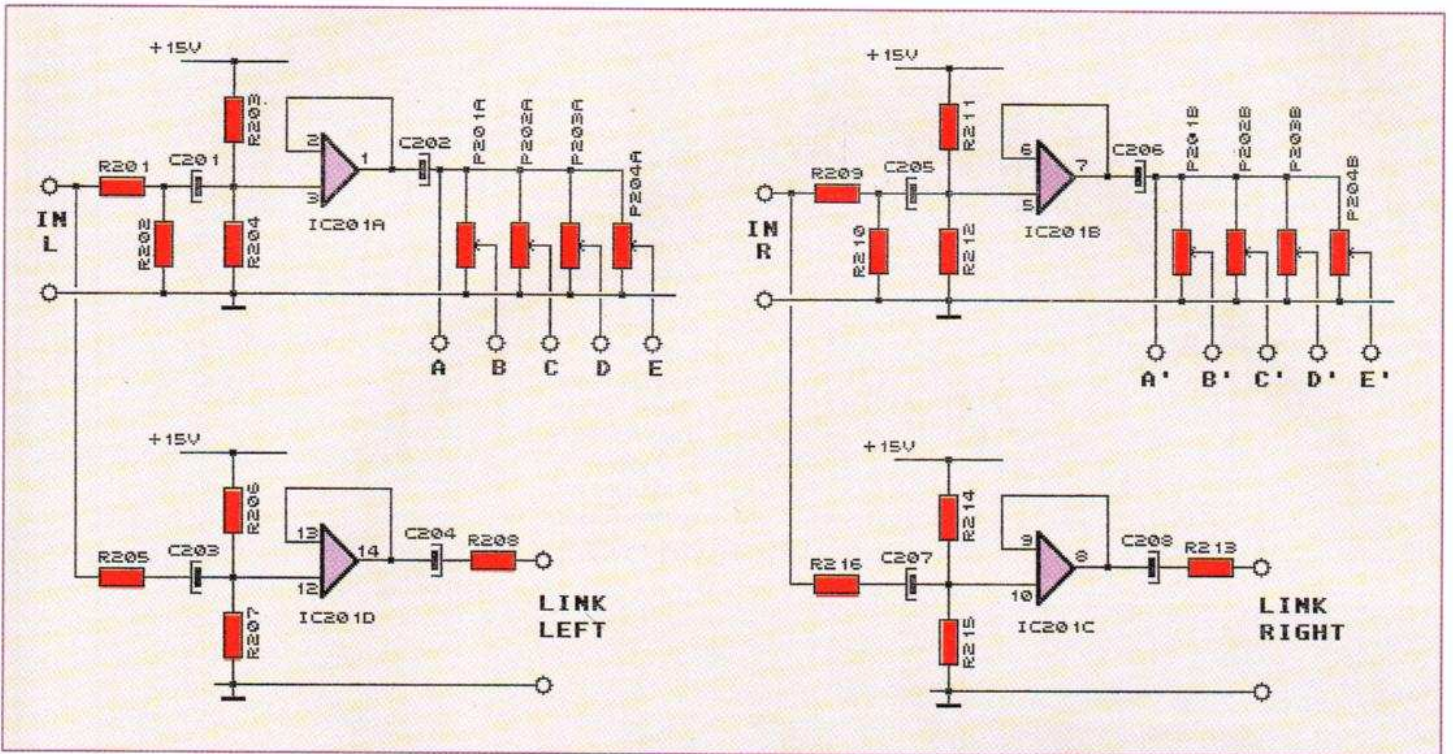 +15V
R203
C202
P201A
P202A
P203A
P204A
2
1
3
R201
C201
IN
L
R202
R204
IC201A
A
B
C
D
E
+15V
R211
C206
P201B
P202B
P203B
P204B
6
7
5
R209
C205
IN
R
R210
R212
IC201B
A'
B'
C'
D'
E'
+15V
R206
13
14
12
C204
R208
R205
C203
R207
IC201D
LINK
LEFT
+15V
R214
9
8
10
C208
R213
R216
C207
R215
IC201C
LINK
RIGHT